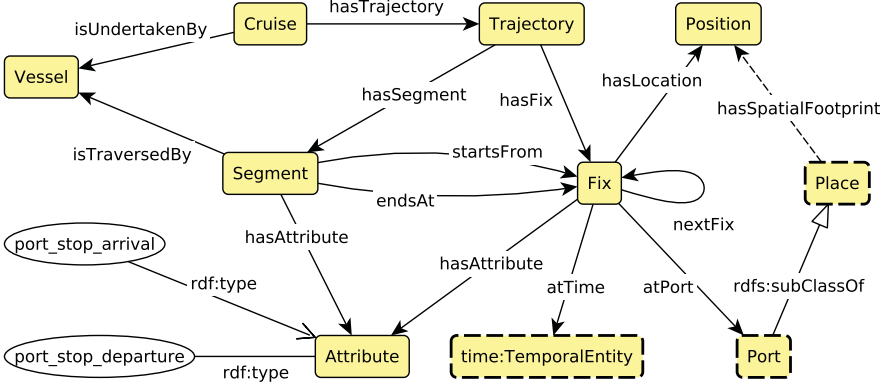 hasTrajectory
Cruise
Trajectory
Position
isUndertakenBy
Vessel
hasLocation
hasSegment
hasFix
hasSpatialFootprint
isTraversedBy
startsFrom
Segment
Fix
Place
endsAt
nextFix
hasAttribute
port_stop_arrival
hasAttribute
rdf:type
atTime
atPort
rdfs:subClassOf
port_stop_departure
Attribute
time:TemporalEntity
Port
rdf:type